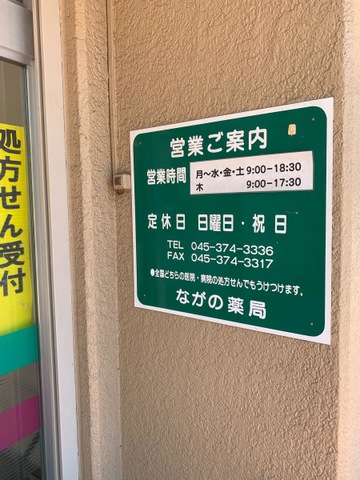 処方せん受付
営業ご案内
営業時間 月～水・金・土 9:00-18:30
木 9:00-17:30
定休日 日曜日・祝日
TEL 045-374-3336
FAX 045-374-3317
●全国どちらの医院・病院の処方せんでもうけつけます。
ながの薬局